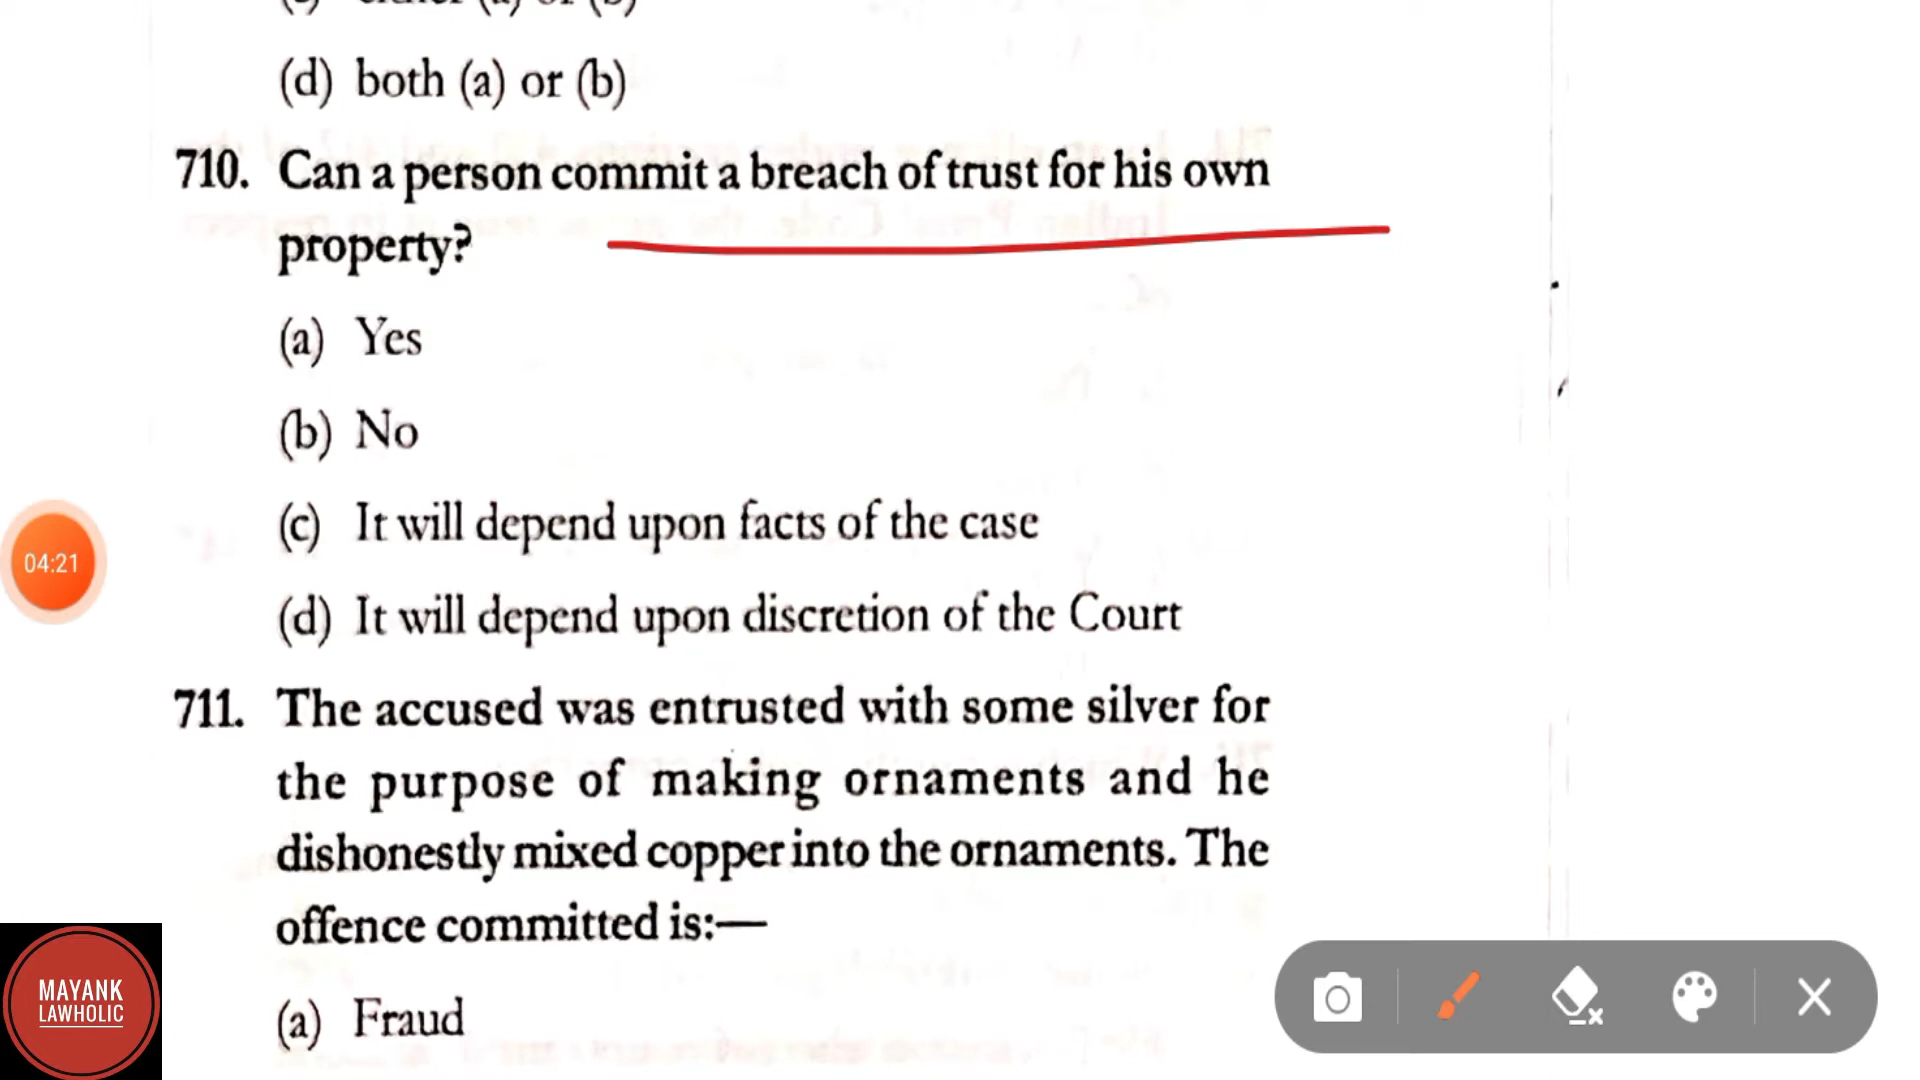 (c) either (a) or (b)
(d) both (a) or (b)
710. Can a person commit a breach of trust for his own
property?
(a) Yes
(b) No
(c) It will depend upon facts of the case
(d) It will depend upon discretion of the Court
711. The accused was entrusted with some silver for
the purpose of making ornaments and he
dishonestly mixed copper into the ornaments. The
offence committed is:—
(a) Fraud
04:21
MAYANK
LAWHOLIC